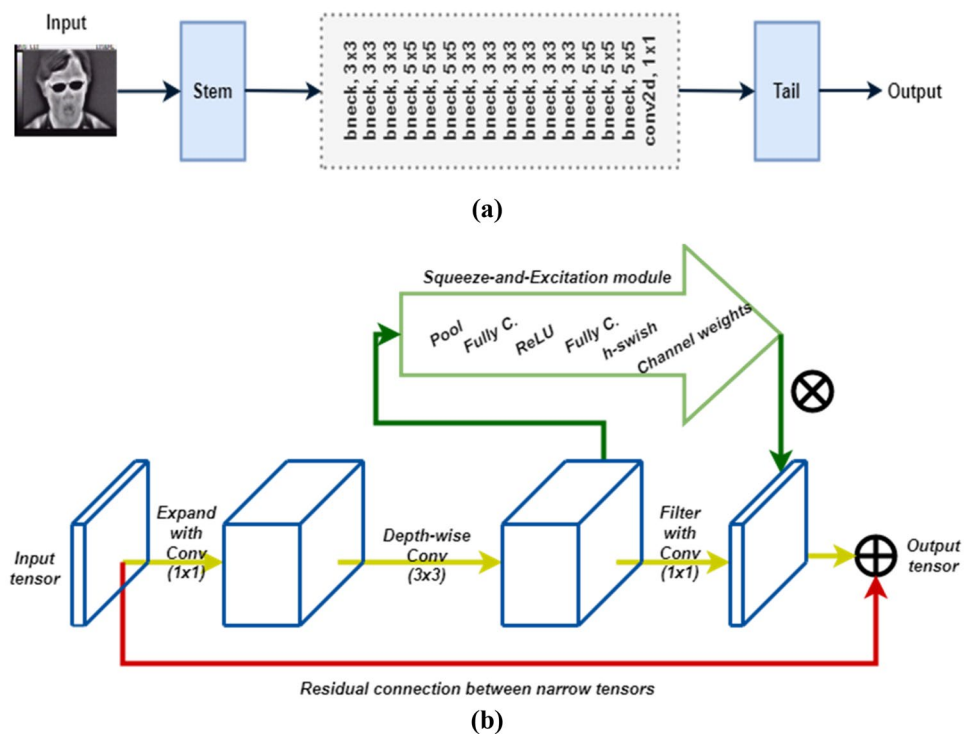 (a)
Input
Stem
bneck, 3x3
bneck, 3x3
bneck, 3x3
bneck, 5x5
bneck, 5x5
bneck, 5x5
bneck, 3x3
bneck, 3x3
bneck, 3x3
bneck, 3x3
bneck, 3x3
bneck, 3x3
bneck, 5x5
bneck, 5x5
bneck, 5x5
conv2d, 1x1
Tail
Output
(a)
Squeeze-and-Excitation module
Pool
Fully C.
ReLU
Fully C.
h-swish
Channel weights
Input
tensor
Expand
with
Conv
(1x1)
Depth-wise
Conv
(3x3)
Filter
with
Conv
(1x1)
Output
tensor
Residual connection between narrow tensors
(b)